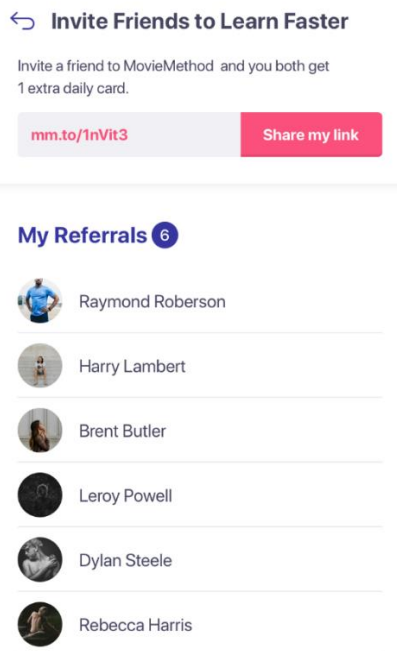 Invite Friends to Learn Faster
Invite a friend to MovieMethod and you both get
1 extra daily card.
mm.to/1nVit3
Share my link
My Referrals 6
Raymond Roberson
Harry Lambert
Brent Butler
Leroy Powell
Dylan Steele
Rebecca Harris